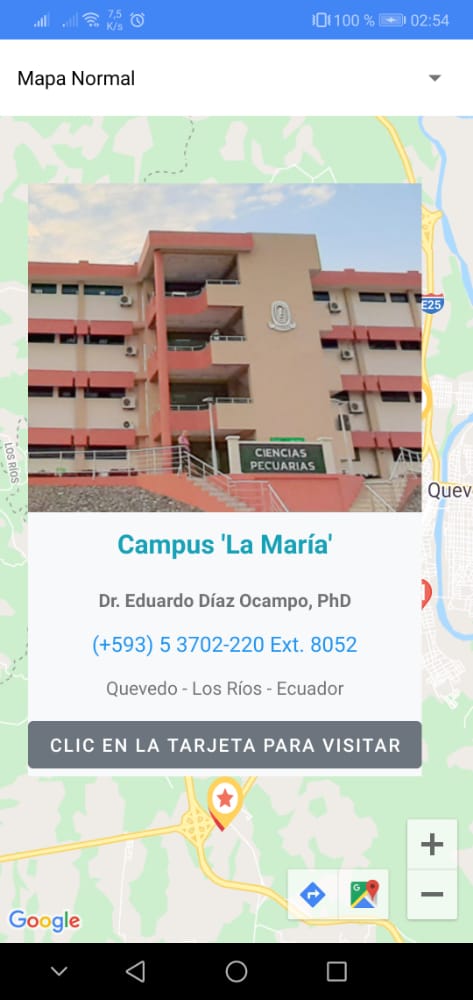 7,5
K/s
100 %
02:54
Mapa Normal
E25
LOS RÍOS
Quev
CIENCIAS
PECUARIAS
Campus 'La María'
Dr. Eduardo Díaz Ocampo, PhD
(+593) 5 3702-220 Ext. 8052
Quevedo - Los Ríos - Ecuador
CLIC EN LA TARJETA PARA VISITAR
+
G
−
Google